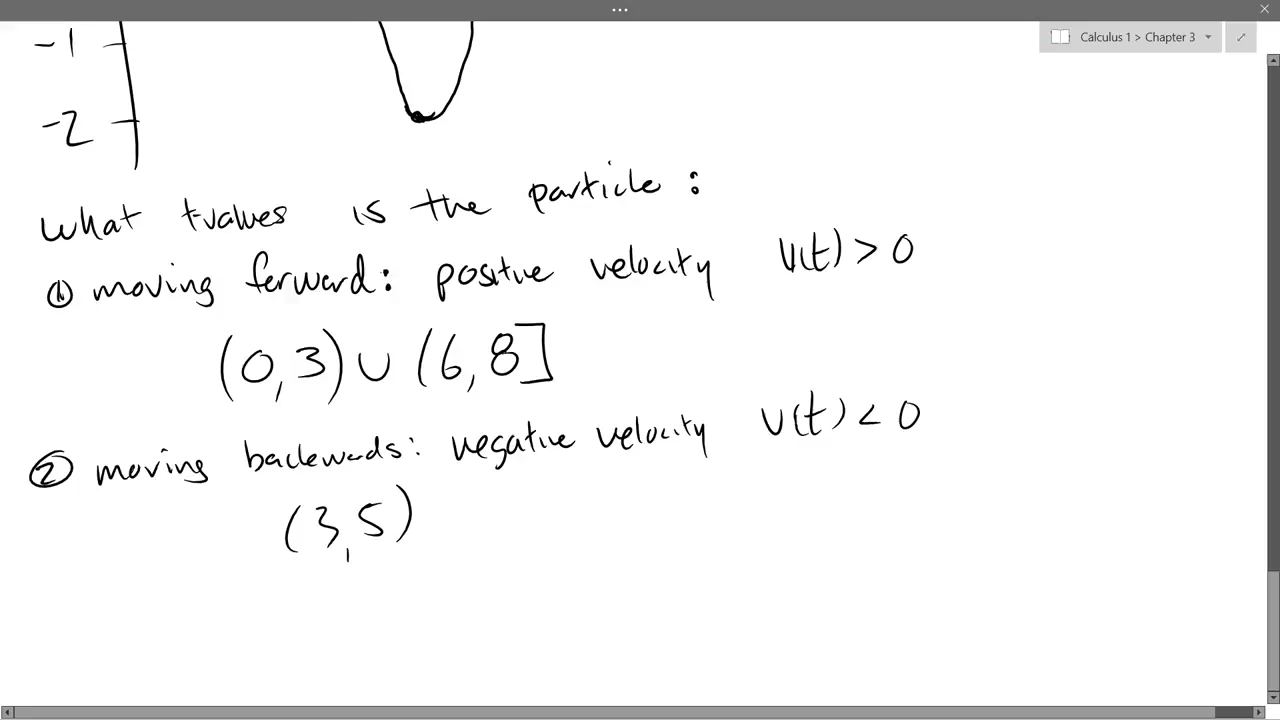 Calculus 1 > Chapter 3
-1
-2
What t-values is the particle:
① moving forward: positive velocity v(t) > 0
(0,3) ∪ (6,8]
② moving backwards: negative velocity v(t) < 0
(3,5)